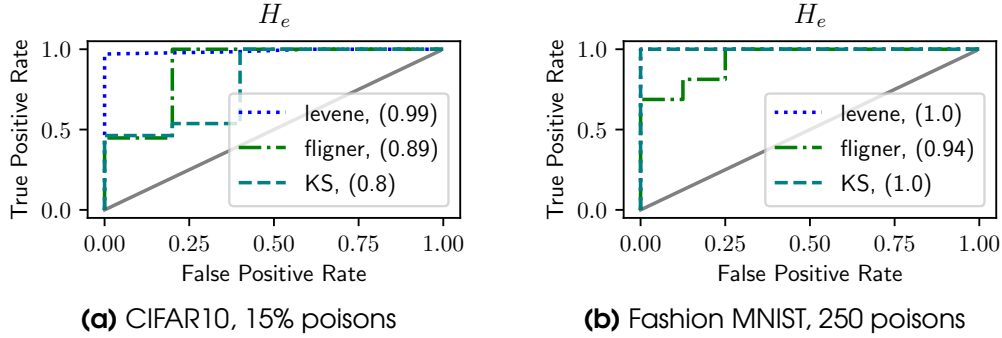 H_e
True Positive Rate
1.0
0.5
0.0
levene, (0.99)
fligner, (0.89)
KS, (0.8)
0.00 0.25 0.50 0.75 1.00
False Positive Rate
(a) CIFAR10, 15% poisons
H_e
True Positive Rate
1.0
0.5
0.0
levene, (1.0)
fligner, (0.94)
KS, (1.0)
0.00 0.25 0.50 0.75 1.00
False Positive Rate
(b) Fashion MNIST, 250 poisons